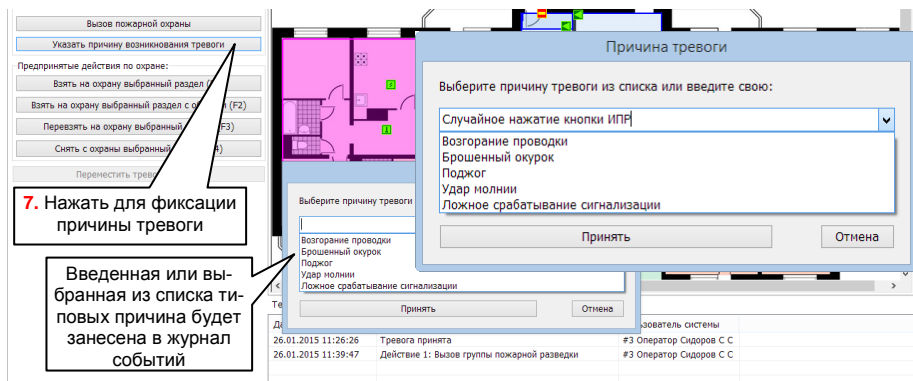 Вызов пожарной охраны
Указать причину возникновения тревоги
Предпринятые действия по охране:
Взять на охрану выбранный раздел
Взять на охрану выбранный раздел с (F2)
Перевзять на охрану выбранный (F3)
Снять с охраны выбранный
Переместить
7. Нажать для фиксации
причины тревоги
Введенная или вы-
бранная из списка ти-
повых причина будет
занесена в журнал
событий
Выберите причину тревоги
Возгорание проводки
Брошенный окурок
Поджог
Удар молнии
Ложное срабатывание сигнализации
Принять Отмена
Причина тревоги
Выберите причину тревоги из списка или введите свою:
Случайное нажатие кнопки ИПР
Возгорание проводки
Брошенный окурок
Поджог
Удар молнии
Ложное срабатывание сигнализации
Принять Отмена
системы
26.01.2015 11:26:26 Тревога принята #3 Оператор Сидоров С С
26.01.2015 11:39:47 Действие 1: Вызов группы пожарной разведки #3 Оператор Сидоров С С